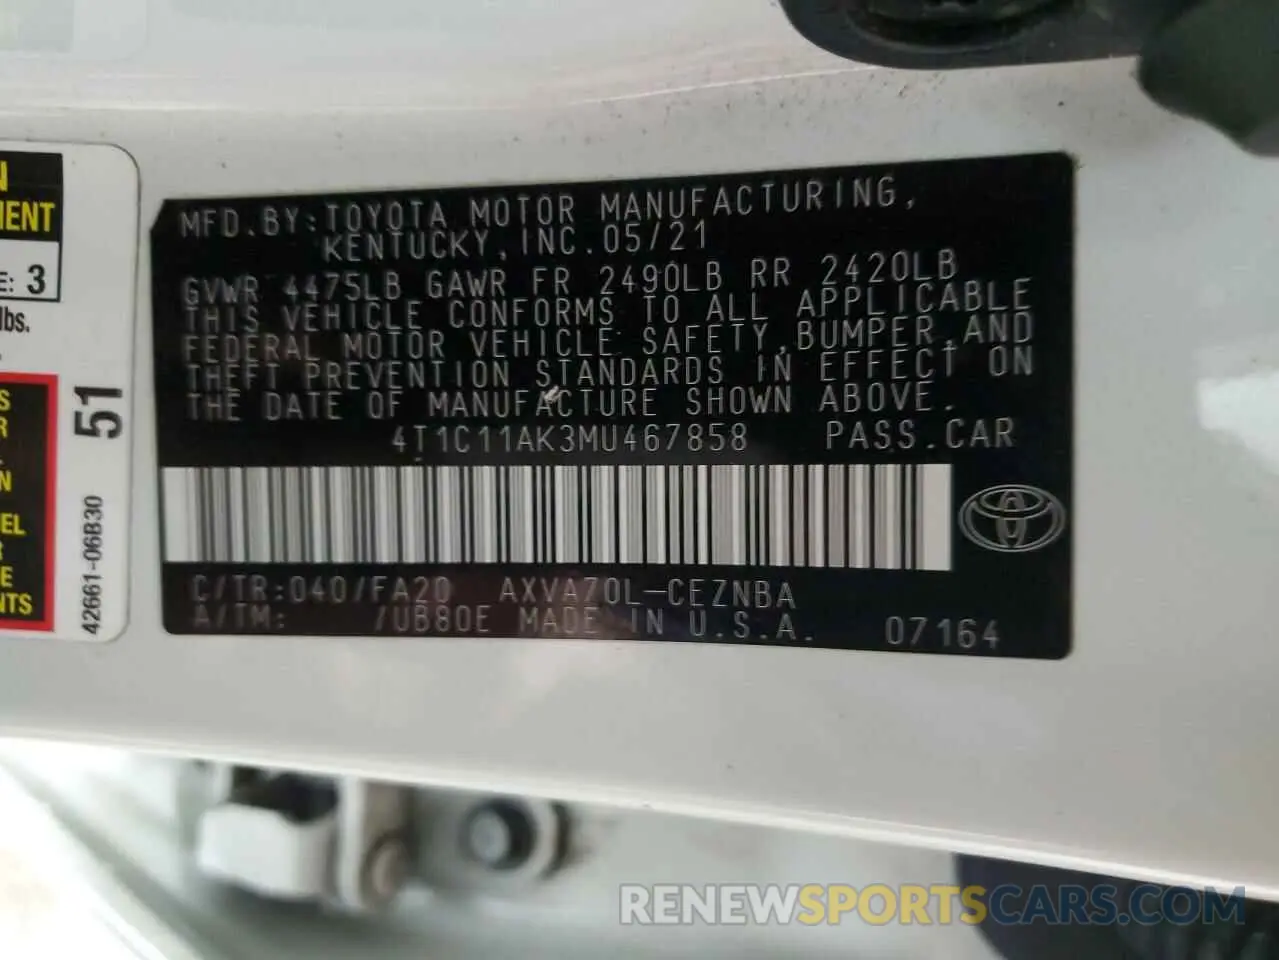 MFD.BY:TOYOTA MOTOR MANUFACTURING,
KENTUCKY,INC.05/21
GVWR 4475LB GAWR FR 2490LB RR 2420LB
THIS VEHICLE CONFORMS TO ALL APPLICABLE
FEDERAL MOTOR VEHICLE SAFETY,BUMPER,AND
THEFT PREVENTION STANDARDS IN EFFECT ON
THE DATE OF MANUFACTURE SHOWN ABOVE.
4T1C11AK3MU467858 PASS.CAR
C/TR:040/FA20 AXVA70L-CEZNBA
A/TM: /UB80E MADE IN U.S.A. 07164
E: 3
lbs.
51
42661-06B30
RENEWSPORTSCARS.COM